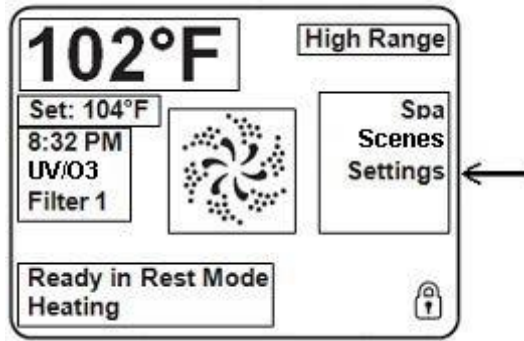 102°F
High Range
Set: 104°F
8:32 PM
UV/O3
Filter 1
Spa
Scenes
Settings
Ready in Rest Mode
Heating